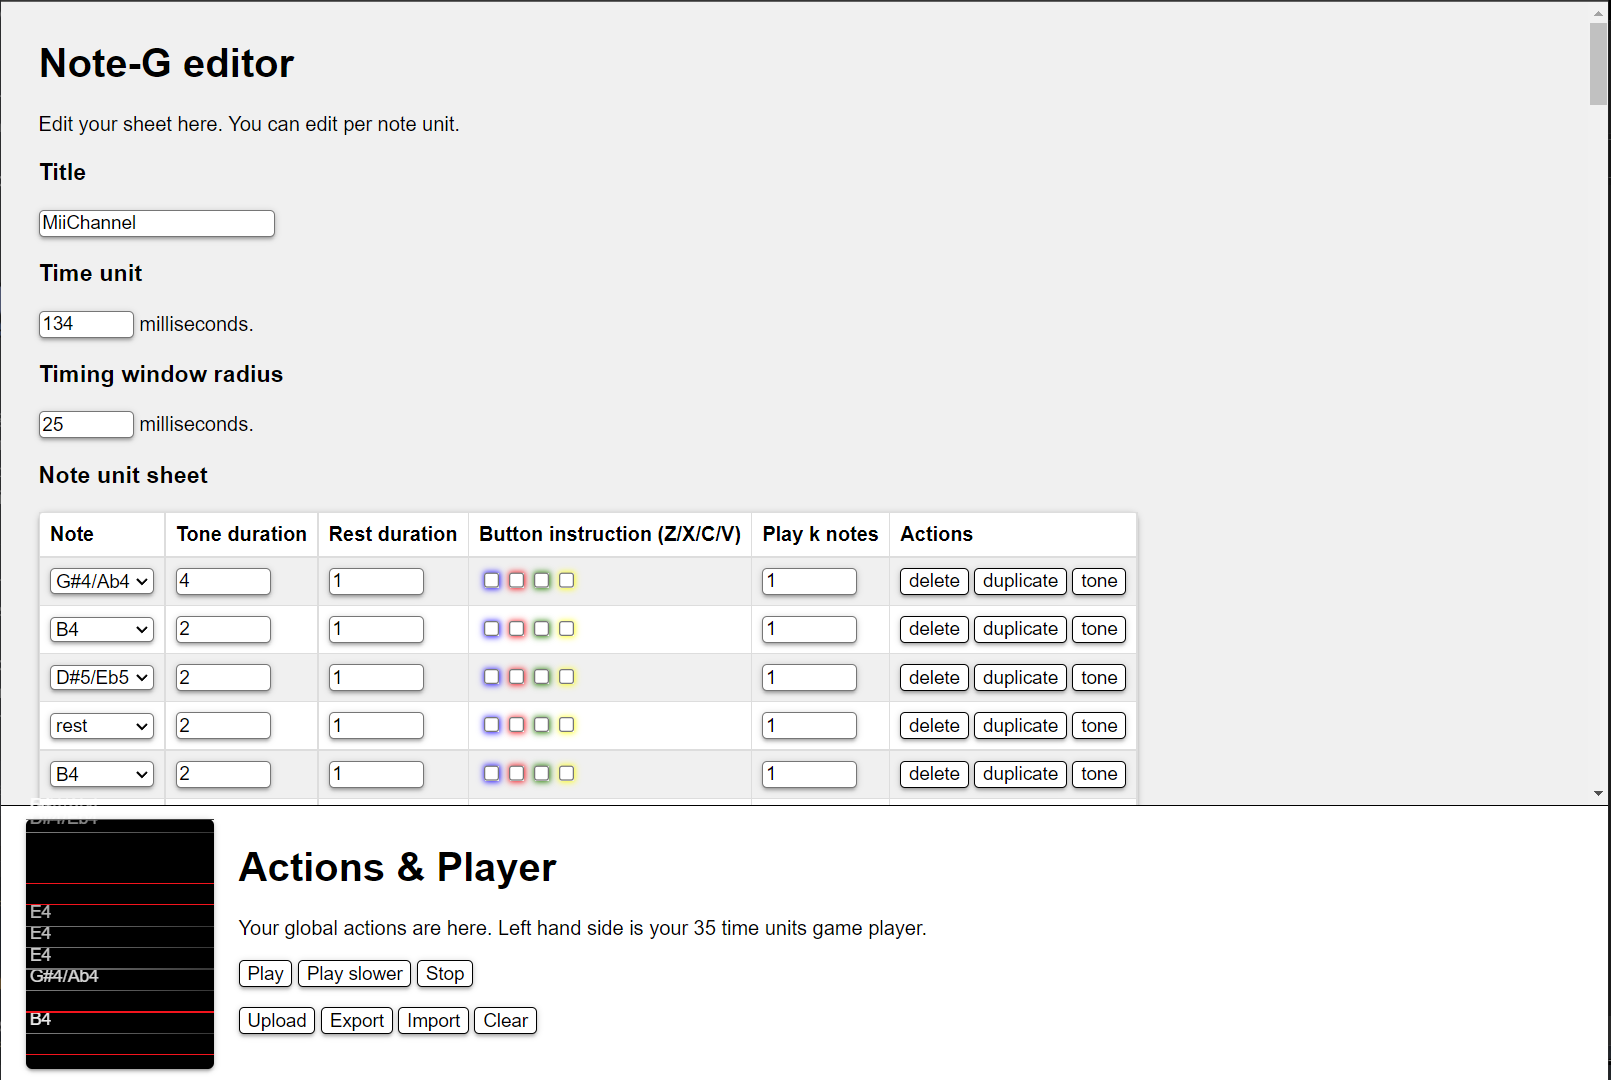 Note-G editor
Edit your sheet here. You can edit per note unit.
Title
MiiChannel
Time unit
134 milliseconds.
Timing window radius
25 milliseconds.
Note unit sheet
Note Tone duration Rest duration Button instruction (Z/X/C/V) Play k notes Actions
G#4/Ab4 4 1 1 delete duplicate tone
B4 2 1 1 delete duplicate tone
D#5/Eb5 2 1 1 delete duplicate tone
rest 2 1 1 delete duplicate tone
B4 2 1 1 delete duplicate tone
D#4/Eb4
E4
E4
E4
G#4/Ab4
B4
Actions & Player
Your global actions are here. Left hand side is your 35 time units game player.
Play Play slower Stop
Upload Export Import Clear